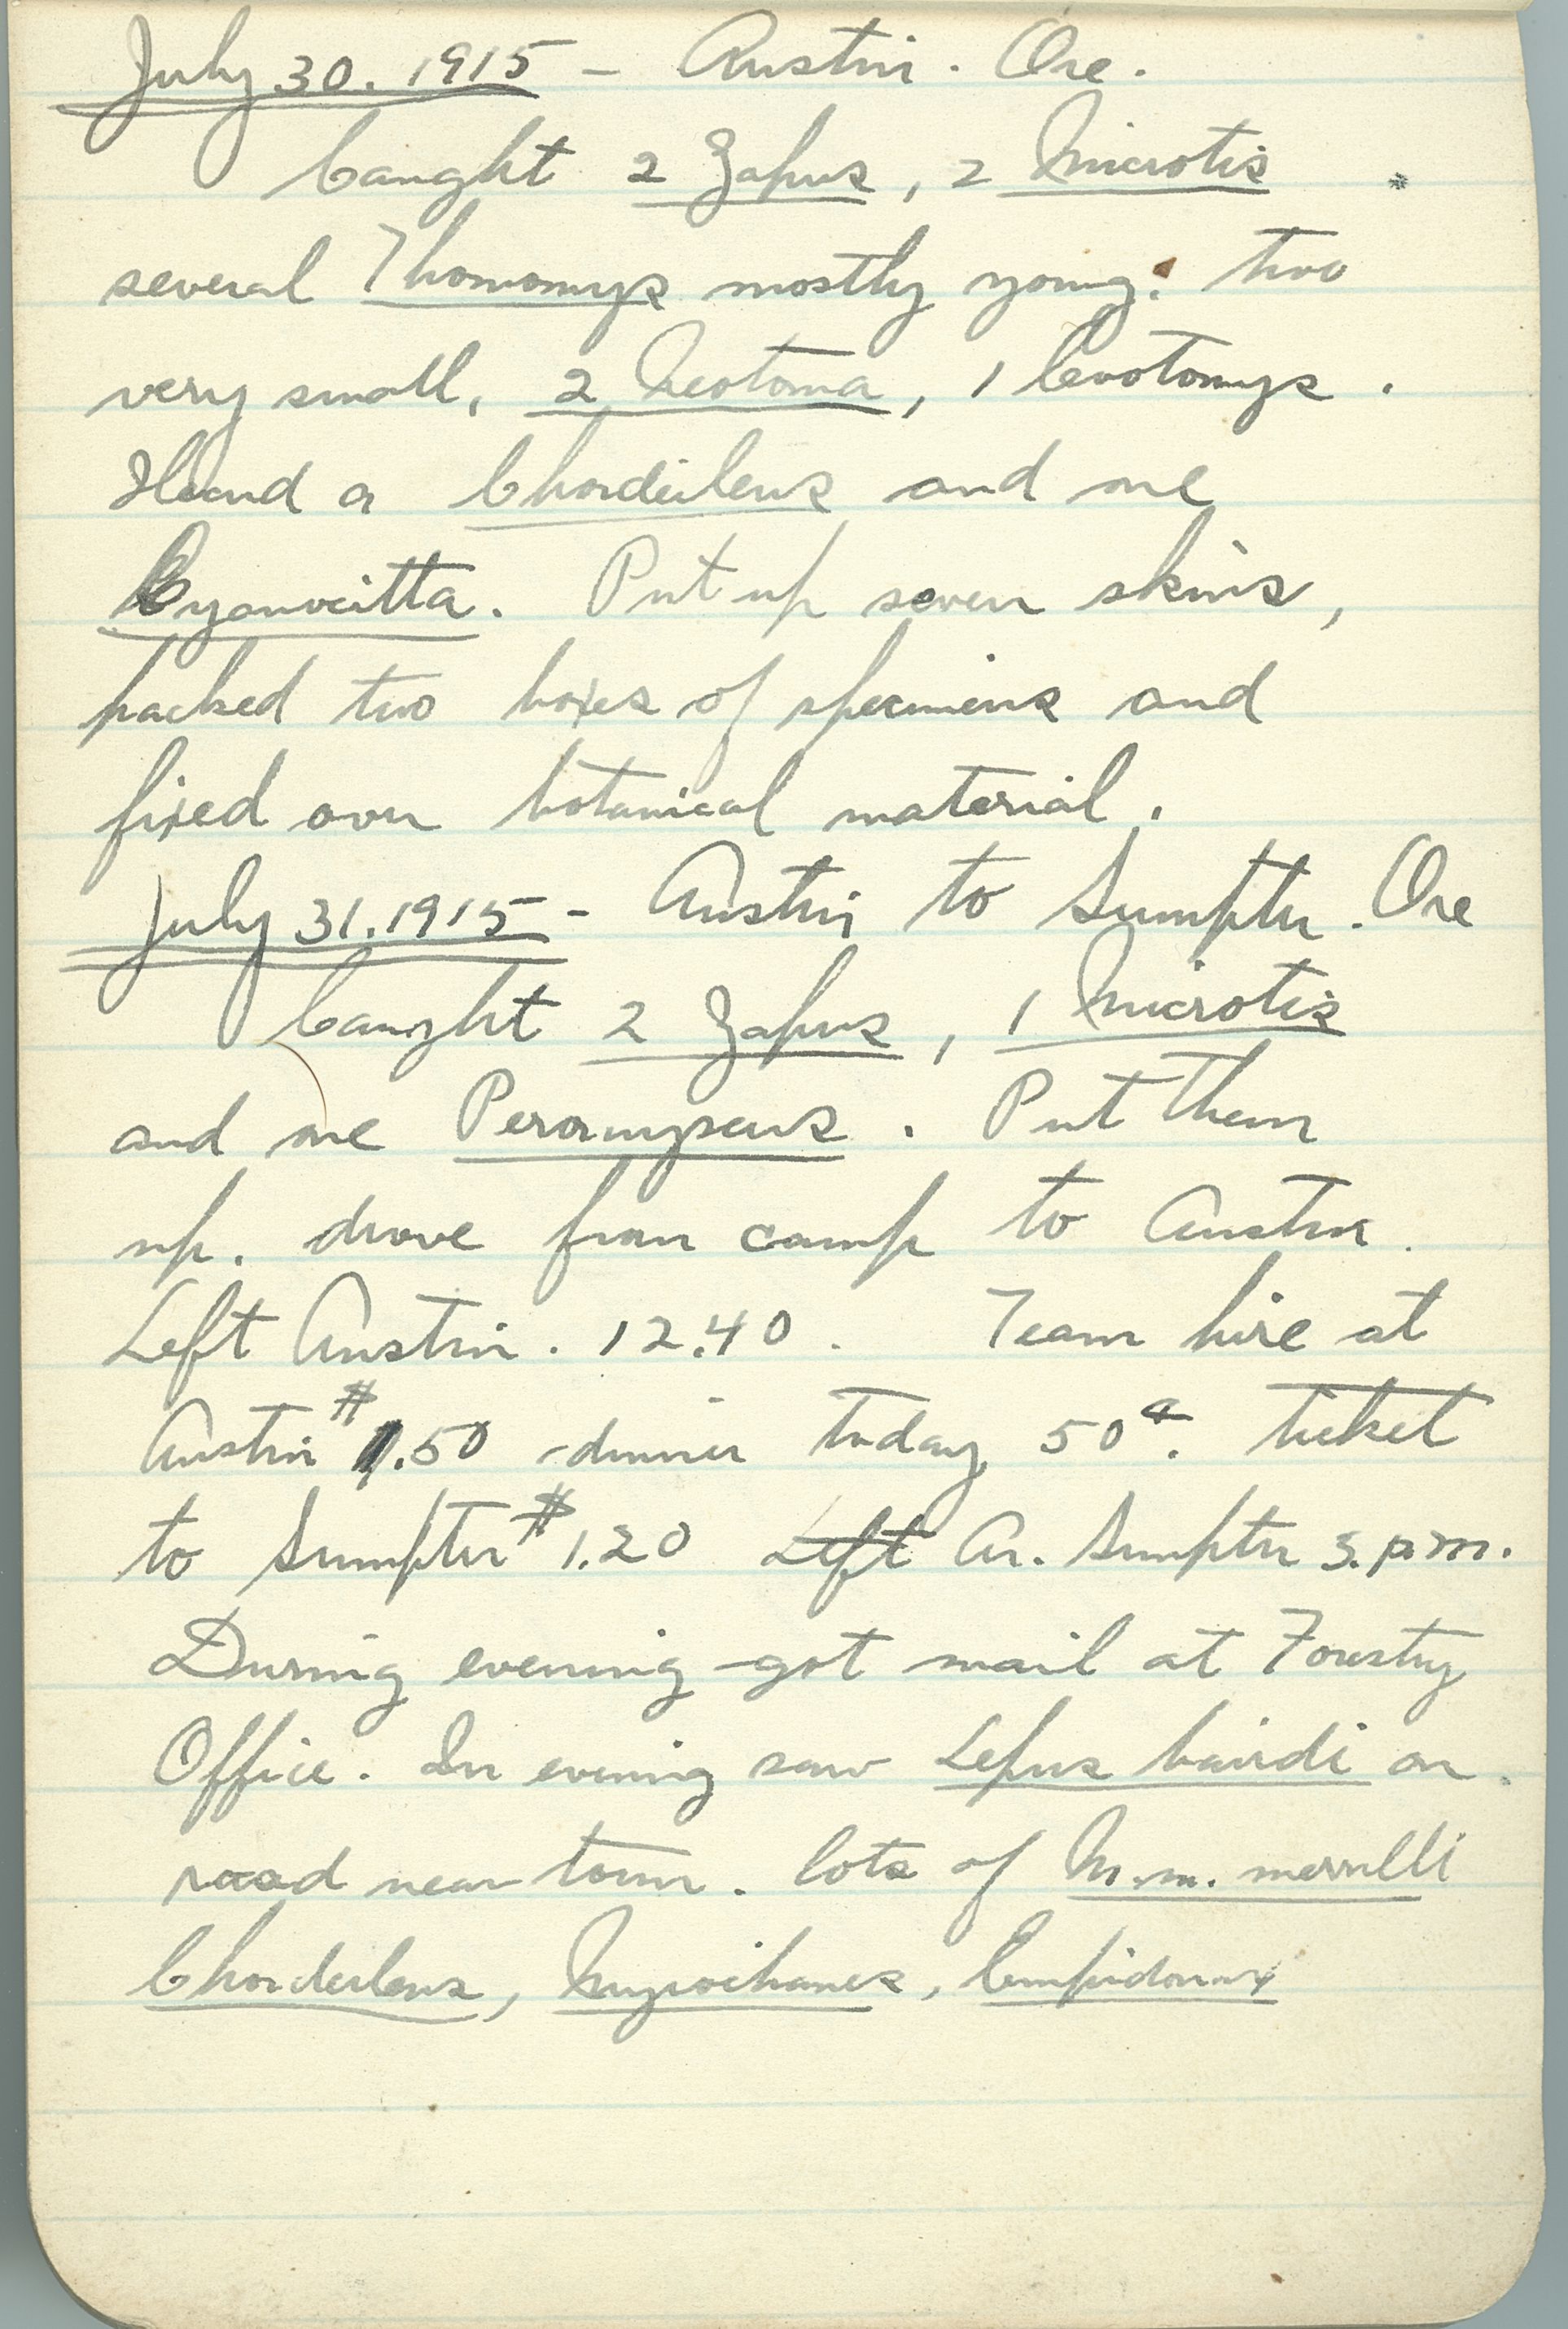 July 30. 1915 - Austin. Ore.
Caught 2 Zapus, 2 Microtis
several Thomomys mostly young: two
very small, 2 Neotoma, 1 Evotomys.
Heard a Chordeileus and one
Cyanocitta. Put up seven skins,
packed two boxes of specimens and
fixed over botanical material.
July 31. 1915 - Austin to Sumpter. Ore
Caught 2 Zapus, 1 Microtis
and one Peromyscus. Put them
up. drove from camp to Austin.
Left Austin. 12.40. Team hire at
Austin $1.50 - dinner today 50¢. ticket
to Sumpter $1.20 Left Ar. Sumpter 3. p.m.
During evening got mail at Forestry
Office. In evening saw Lepus bairdi on
road near town. lots of M. m. merrilli
Chordeileus, Myiochanes, Empidonax